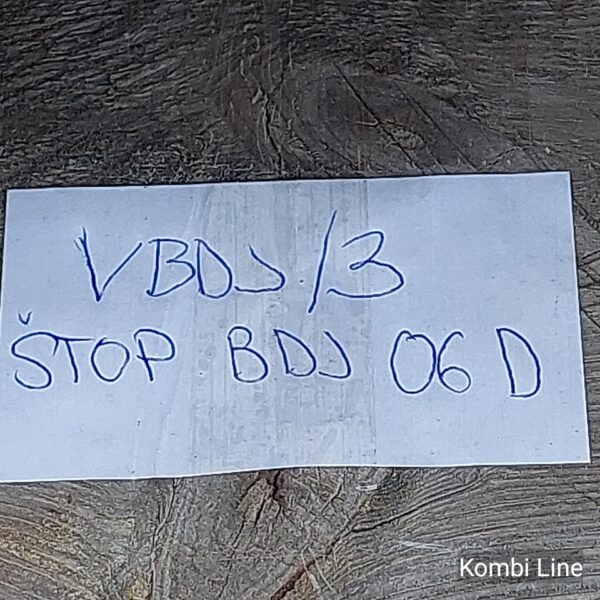 VBDJ/3
ŠTOP BDJ 06 D
Kombi Line